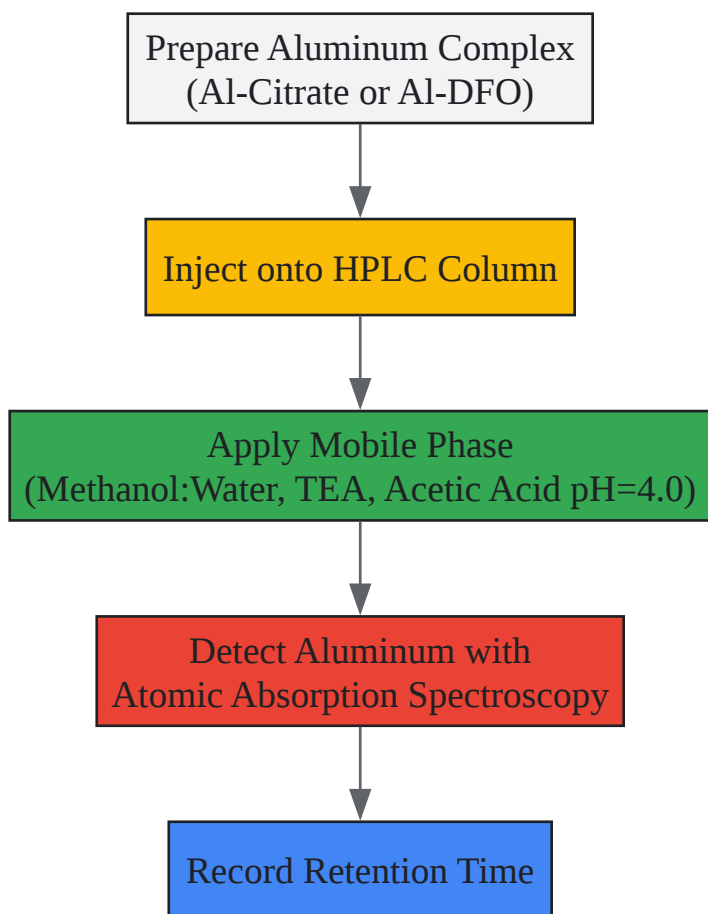 Prepare Aluminum Complex
(Al-Citrate or Al-DFO)
Inject onto HPLC Column
Apply Mobile Phase
(Methanol:Water, TEA, Acetic Acid pH=4.0)
Detect Aluminum with
Atomic Absorption Spectroscopy
Record Retention Time